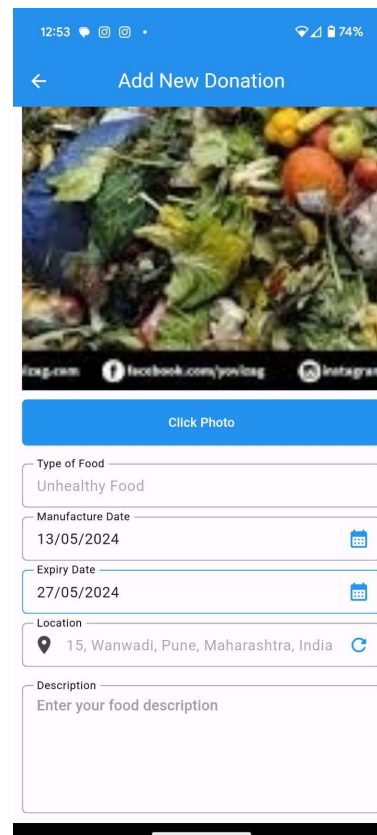 12:53
74%
Add New Donation
facebook.com/yovizag
Click Photo
Type of Food
Unhealthy Food
Manufacture Date
13/05/2024
Expiry Date
27/05/2024
Location
15, Wanwadi, Pune, Maharashtra, India
Description
Enter your food description